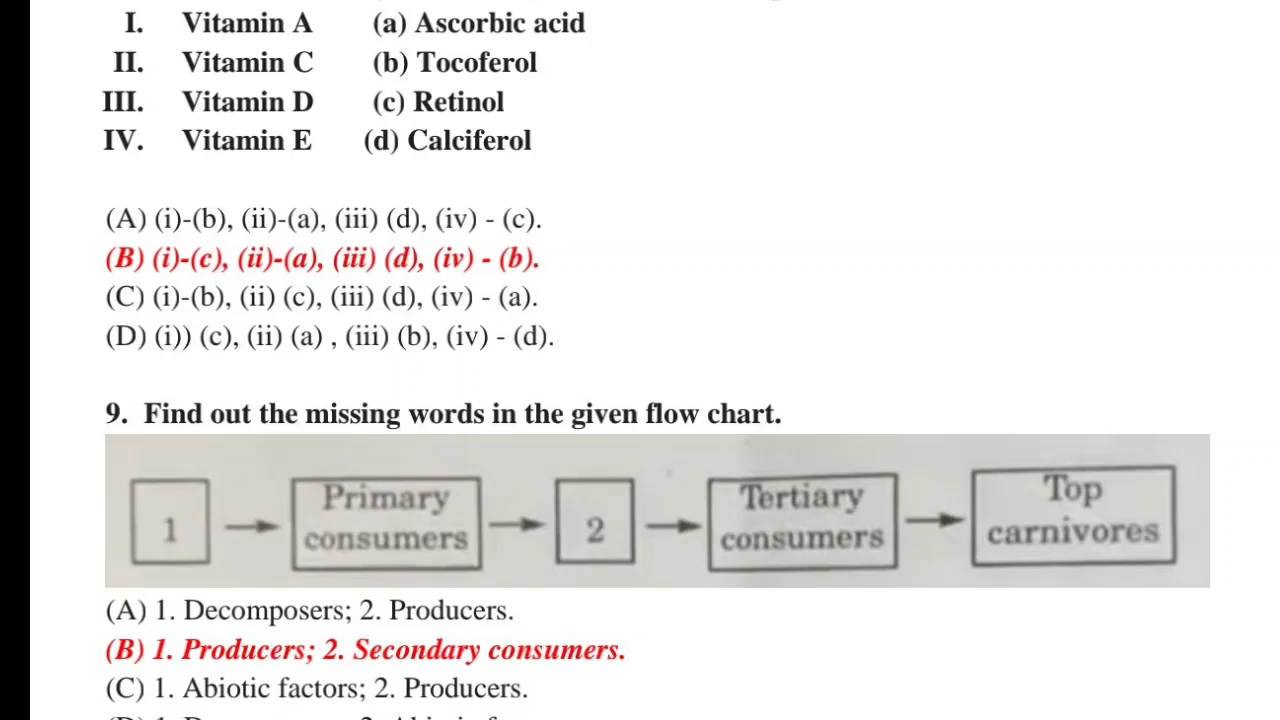 I. Vitamin A (a) Ascorbic acid
II. Vitamin C (b) Tocoferol
III. Vitamin D (c) Retinol
IV. Vitamin E (d) Calciferol
(A) (i)-(b), (ii)-(a), (iii) (d), (iv) - (c).
(B) (i)-(c), (ii)-(a), (iii) (d), (iv) - (b).
(C) (i)-(b), (ii) (c), (iii) (d), (iv) - (a).
(D) (i)) (c), (ii) (a) , (iii) (b), (iv) - (d).
9. Find out the missing words in the given flow chart.
1
Primary
consumers
2
Tertiary
consumers
Top
carnivores
(A) 1. Decomposers; 2. Producers.
(B) 1. Producers; 2. Secondary consumers.
(C) 1. Abiotic factors; 2. Producers.